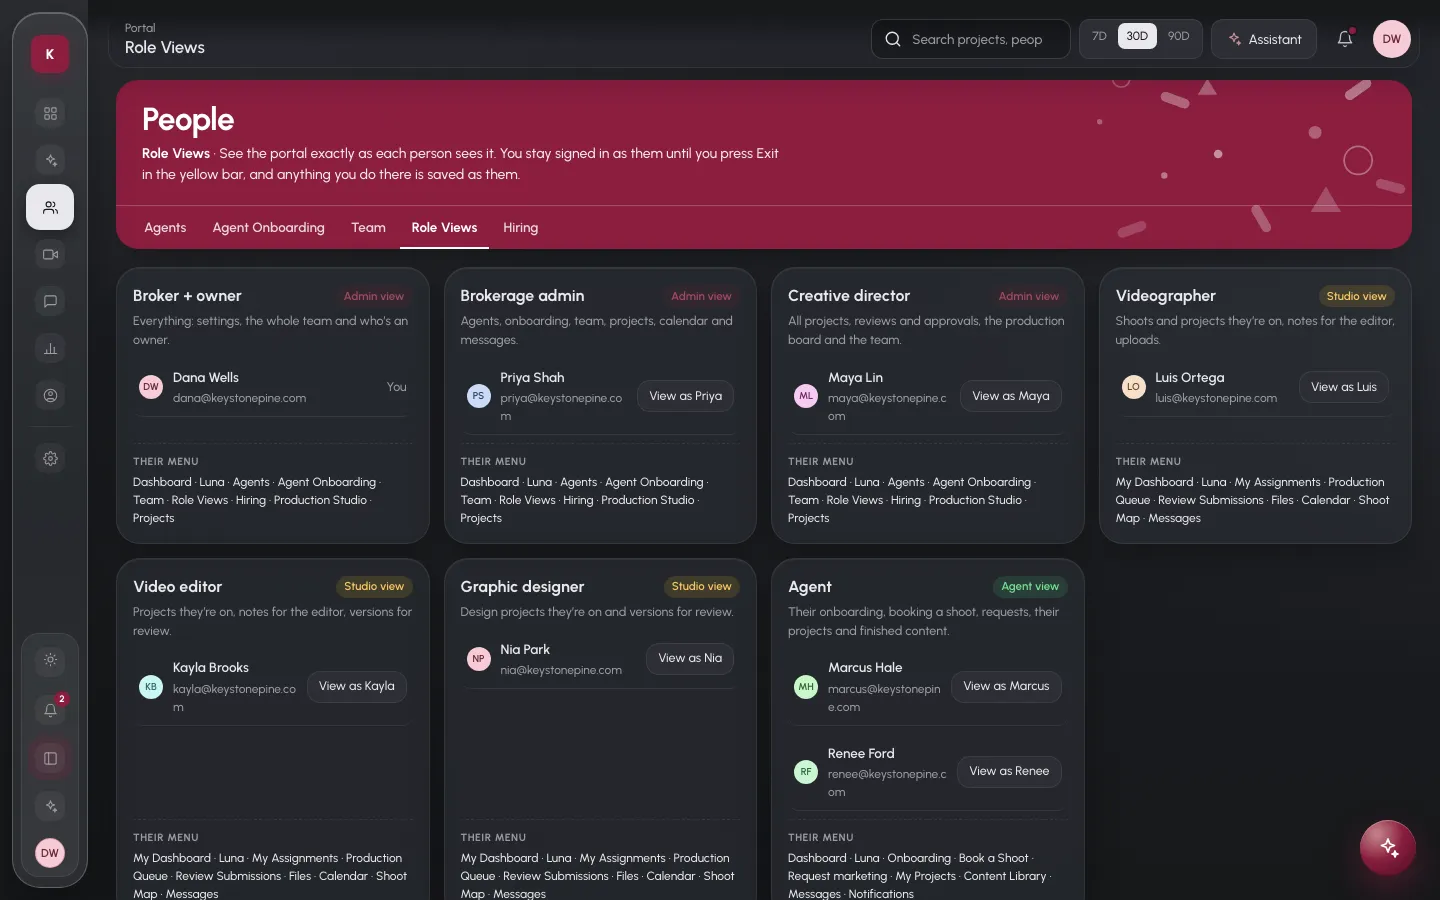 K
Portal
Role Views
Search projects, peop
7D
30D
90D
Assistant
DW
People
Role Views · See the portal exactly as each person sees it. You stay signed in as them until you press Exit
in the yellow bar, and anything you do there is saved as them.
Agents
Agent Onboarding
Team
Role Views
Hiring
Broker + owner
Admin view
Everything: settings, the whole team and who's an
owner.
DW
Dana Wells
dana@keystonepine.com
You
THEIR MENU
Dashboard · Luna · Agents · Agent Onboarding ·
Team · Role Views · Hiring · Production Studio ·
Projects
Brokerage admin
Admin view
Agents, onboarding, team, projects, calendar and
messages.
PS
Priya Shah
priya@keystonepine.co
m
View as Priya
THEIR MENU
Dashboard · Luna · Agents · Agent Onboarding ·
Team · Role Views · Hiring · Production Studio ·
Projects
Creative director
Admin view
All projects, reviews and approvals, the production
board and the team.
ML
Maya Lin
maya@keystonepine.c
om
View as Maya
THEIR MENU
Dashboard · Luna · Agents · Agent Onboarding ·
Team · Role Views · Hiring · Production Studio ·
Projects
Videographer
Studio view
Shoots and projects they're on, notes for the editor,
uploads.
LO
Luis Ortega
luis@keystonepine.com
View as Luis
THEIR MENU
My Dashboard · Luna · My Assignments · Production
Queue · Review Submissions · Files · Calendar · Shoot
Map · Messages
Video editor
Studio view
Projects they're on, notes for the editor, versions for
review.
KB
Kayla Brooks
kayla@keystonepine.co
m
View as Kayla
THEIR MENU
My Dashboard · Luna · My Assignments · Production
Queue · Review Submissions · Files · Calendar · Shoot
Map · Messages
Graphic designer
Studio view
Design projects they're on and versions for review.
NP
Nia Park
nia@keystonepine.com
View as Nia
THEIR MENU
My Dashboard · Luna · My Assignments · Production
Queue · Review Submissions · Files · Calendar · Shoot
Map · Messages
Agent
Agent view
Their onboarding, booking a shoot, requests, their
projects and finished content.
MH
Marcus Hale
marcus@keystonepin
e.com
View as Marcus
RF
Renee Ford
renee@keystonepine.c
om
View as Renee
THEIR MENU
Dashboard · Luna · Onboarding · Book a Shoot ·
Request marketing · My Projects · Content Library ·
Messages · Notifications
2
DW